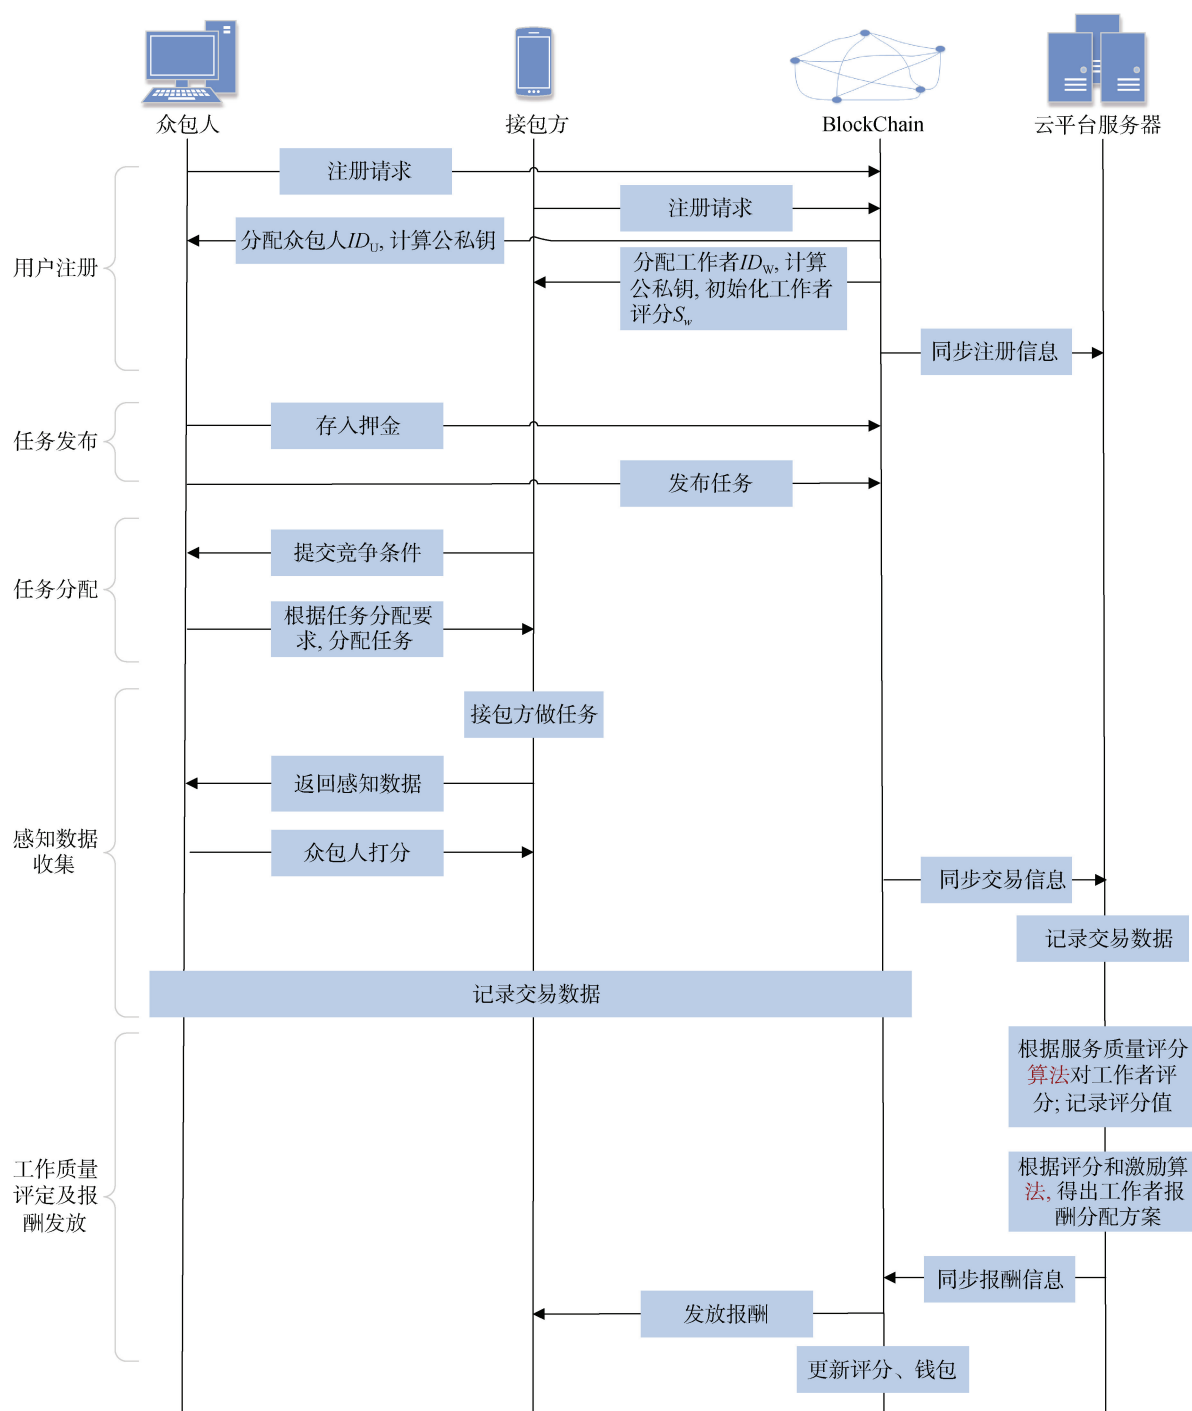 众包人
接包方
BlockChain
云平台服务器
用户注册
注册请求
注册请求
分配众包人IDU, 计算公私钥
分配工作者IDW, 计算
公私钥, 初始化工作者
评分Sw
同步注册信息
任务发布
存入押金
发布任务
任务分配
提交竞争条件
根据任务分配要
求, 分配任务
感知数据
收集
接包方做任务
返回感知数据
众包人打分
同步交易信息
记录交易数据
记录交易数据
工作质量
评定及报
酬发放
根据服务质量评分
算法对工作者评
分; 记录评分值
根据评分和激励算
法, 得出工作者报
酬分配方案
同步报酬信息
发放报酬
更新评分、钱包